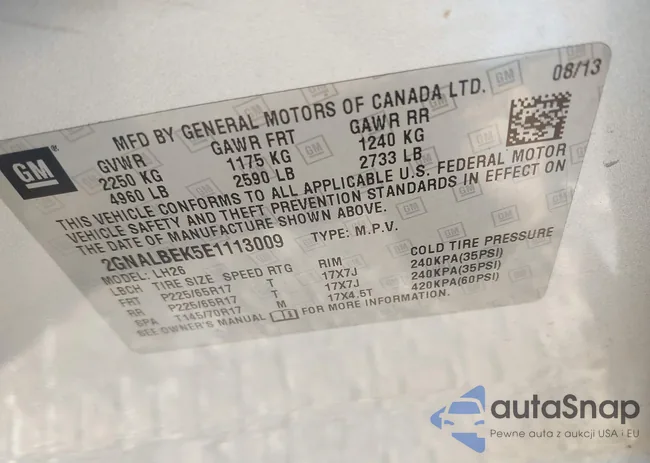 08/13
MFD BY GENERAL MOTORS OF CANADA LTD.
GM
GVWR GAWR FRT GAWR RR
2250 KG 1175 KG 1240 KG
4960 LB 2590 LB 2733 LB
THIS VEHICLE CONFORMS TO ALL APPLICABLE U.S. FEDERAL MOTOR
VEHICLE SAFETY AND THEFT PREVENTION STANDARDS IN EFFECT ON
THE DATE OF MANUFACTURE SHOWN ABOVE.
2GNALBEK5E1113009 TYPE: M.P.V.
MODEL: LH26
LBCH TIRE SIZE SPEED RTG RIM COLD TIRE PRESSURE
FRT P225/65R17 T 17X7J 240KPA(35PSI)
RR P225/65R17 T 17X7J 240KPA(35PSI)
SPA T145/70R17 M 17X4.5T 420KPA(60PSI)
SEE OWNER'S MANUAL FOR MORE INFORMATION.
autaSnap
Pewne auta z aukcji USA i EU